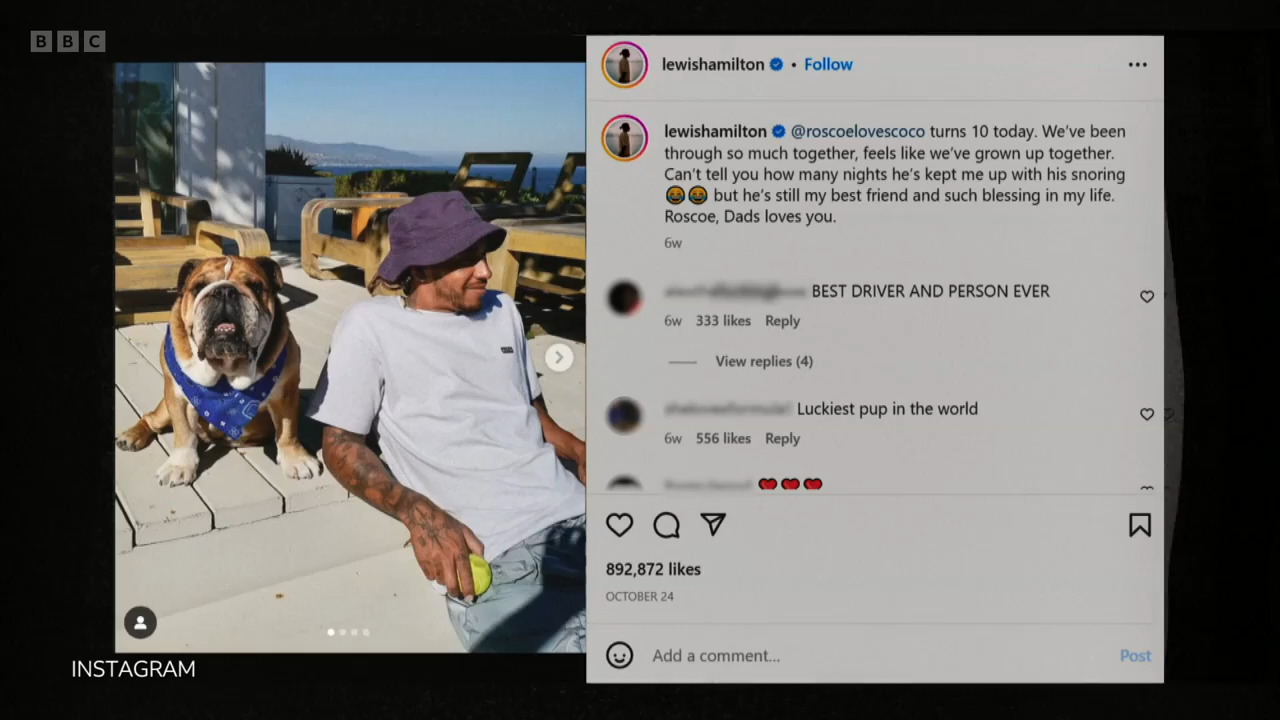 BBC
lewishamilton • Follow
lewishamilton @roscoelovescoco turns 10 today. We've been
through so much together, feels like we've grown up together.
Can't tell you how many nights he's kept me up with his snoring
😂😂 but he's still my best friend and such blessing in my life.
Roscoe, Dads loves you.
6w
BEST DRIVER AND PERSON EVER
6w 333 likes Reply
View replies (4)
Luckiest pup in the world
6w 556 likes Reply
❤️❤️❤️
892,872 likes
OCTOBER 24
Add a comment... Post
INSTAGRAM